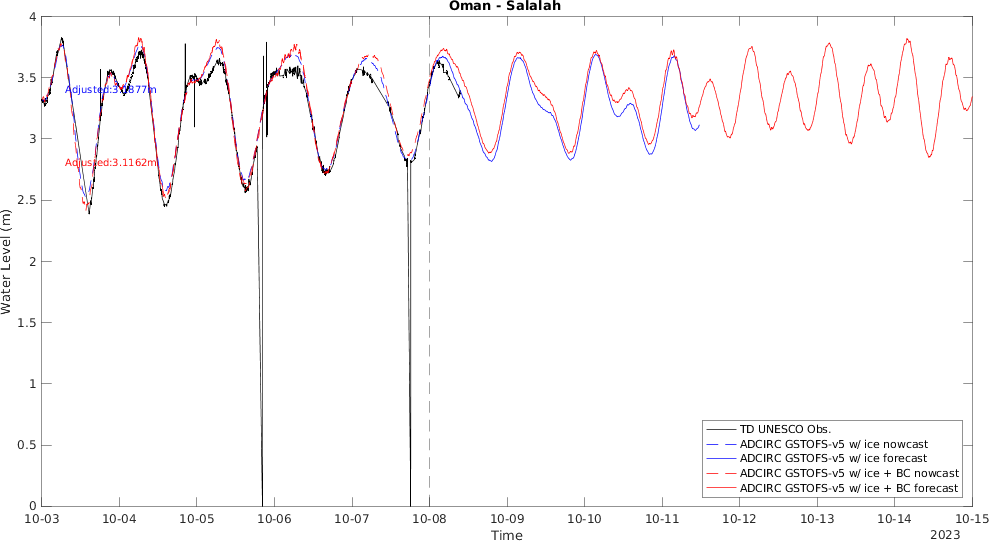 Oman - Salalah
4
3.5
3
2.5
2
1.5
1
0.5
0
Water Level (m)
Adjusted:3.1162m
TD UNESCO Obs.
ADCIRC GSTOFS-v5 w/ ice nowcast
ADCIRC GSTOFS-v5 w/ ice forecast
ADCIRC GSTOFS-v5 w/ ice + BC nowcast
ADCIRC GSTOFS-v5 w/ ice + BC forecast
10-03 10-04 10-05 10-06 10-07 10-08 10-09 10-10 10-11 10-12 10-13 10-14 10-15
Time
2023